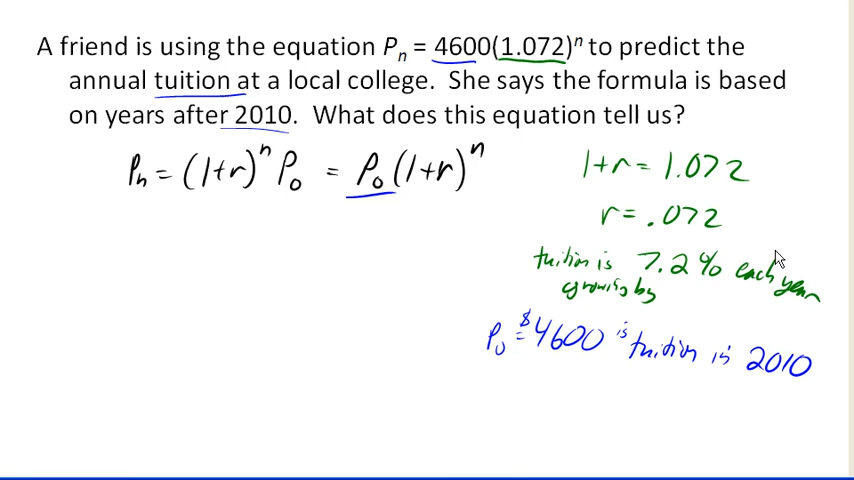 A friend is using the equation Pₙ = 4600(1.072)ⁿ to predict the
annual tuition at a local college. She says the formula is based
on years after 2010. What does this equation tell us?
Pₙ = (1+r)ⁿ P₀ = P₀ (1+r)ⁿ
1+r = 1.072
r = .072
tuition is 7.2% each year
growing by
P₀ = $4600 is tuition is 2010